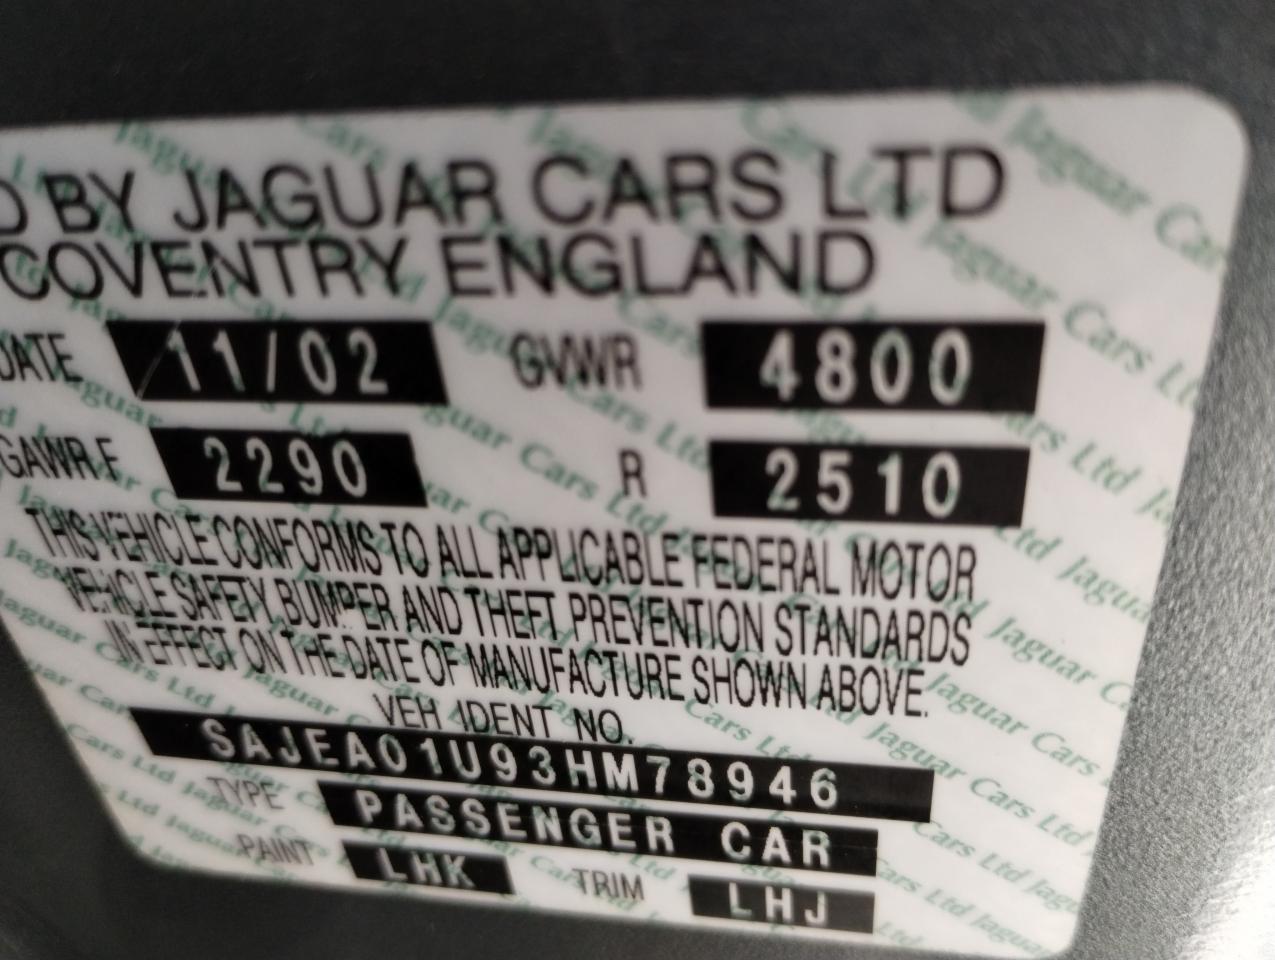 D BY JAGUAR CARS LTD
COVENTRY ENGLAND
DATE 11/02 GVWR 4800
GAWR F 2290 R 2510
THIS VEHICLE CONFORMS TO ALL APPLICABLE FEDERAL MOTOR
VEHICLE SAFETY, BUMPER AND THEFT PREVENTION STANDARDS
IN EFFECT ON THE DATE OF MANUFACTURE SHOWN ABOVE.
VEH IDENT NO.
SAJEA01U93HM78946
TYPE PASSENGER CAR
PAINT LHK TRIM LHJ